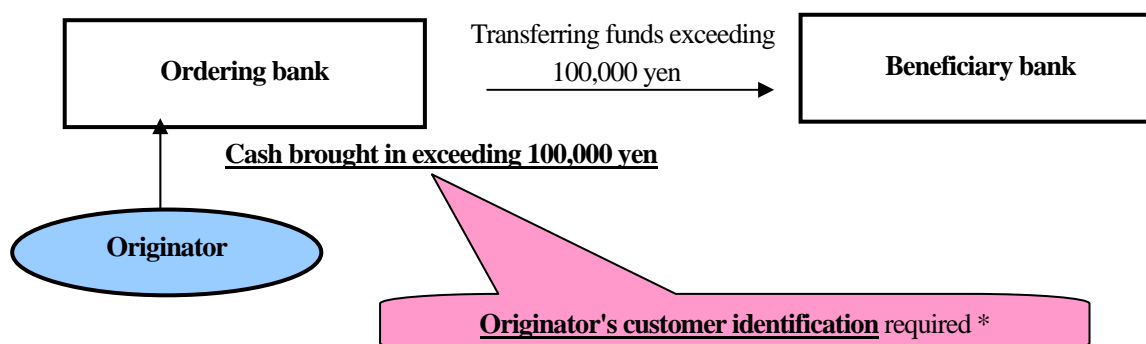 Ordering bank
Transferring funds exceeding
100,000 yen
Beneficiary bank
Cash brought in exceeding 100,000 yen
Originator
Originator's customer identification required *